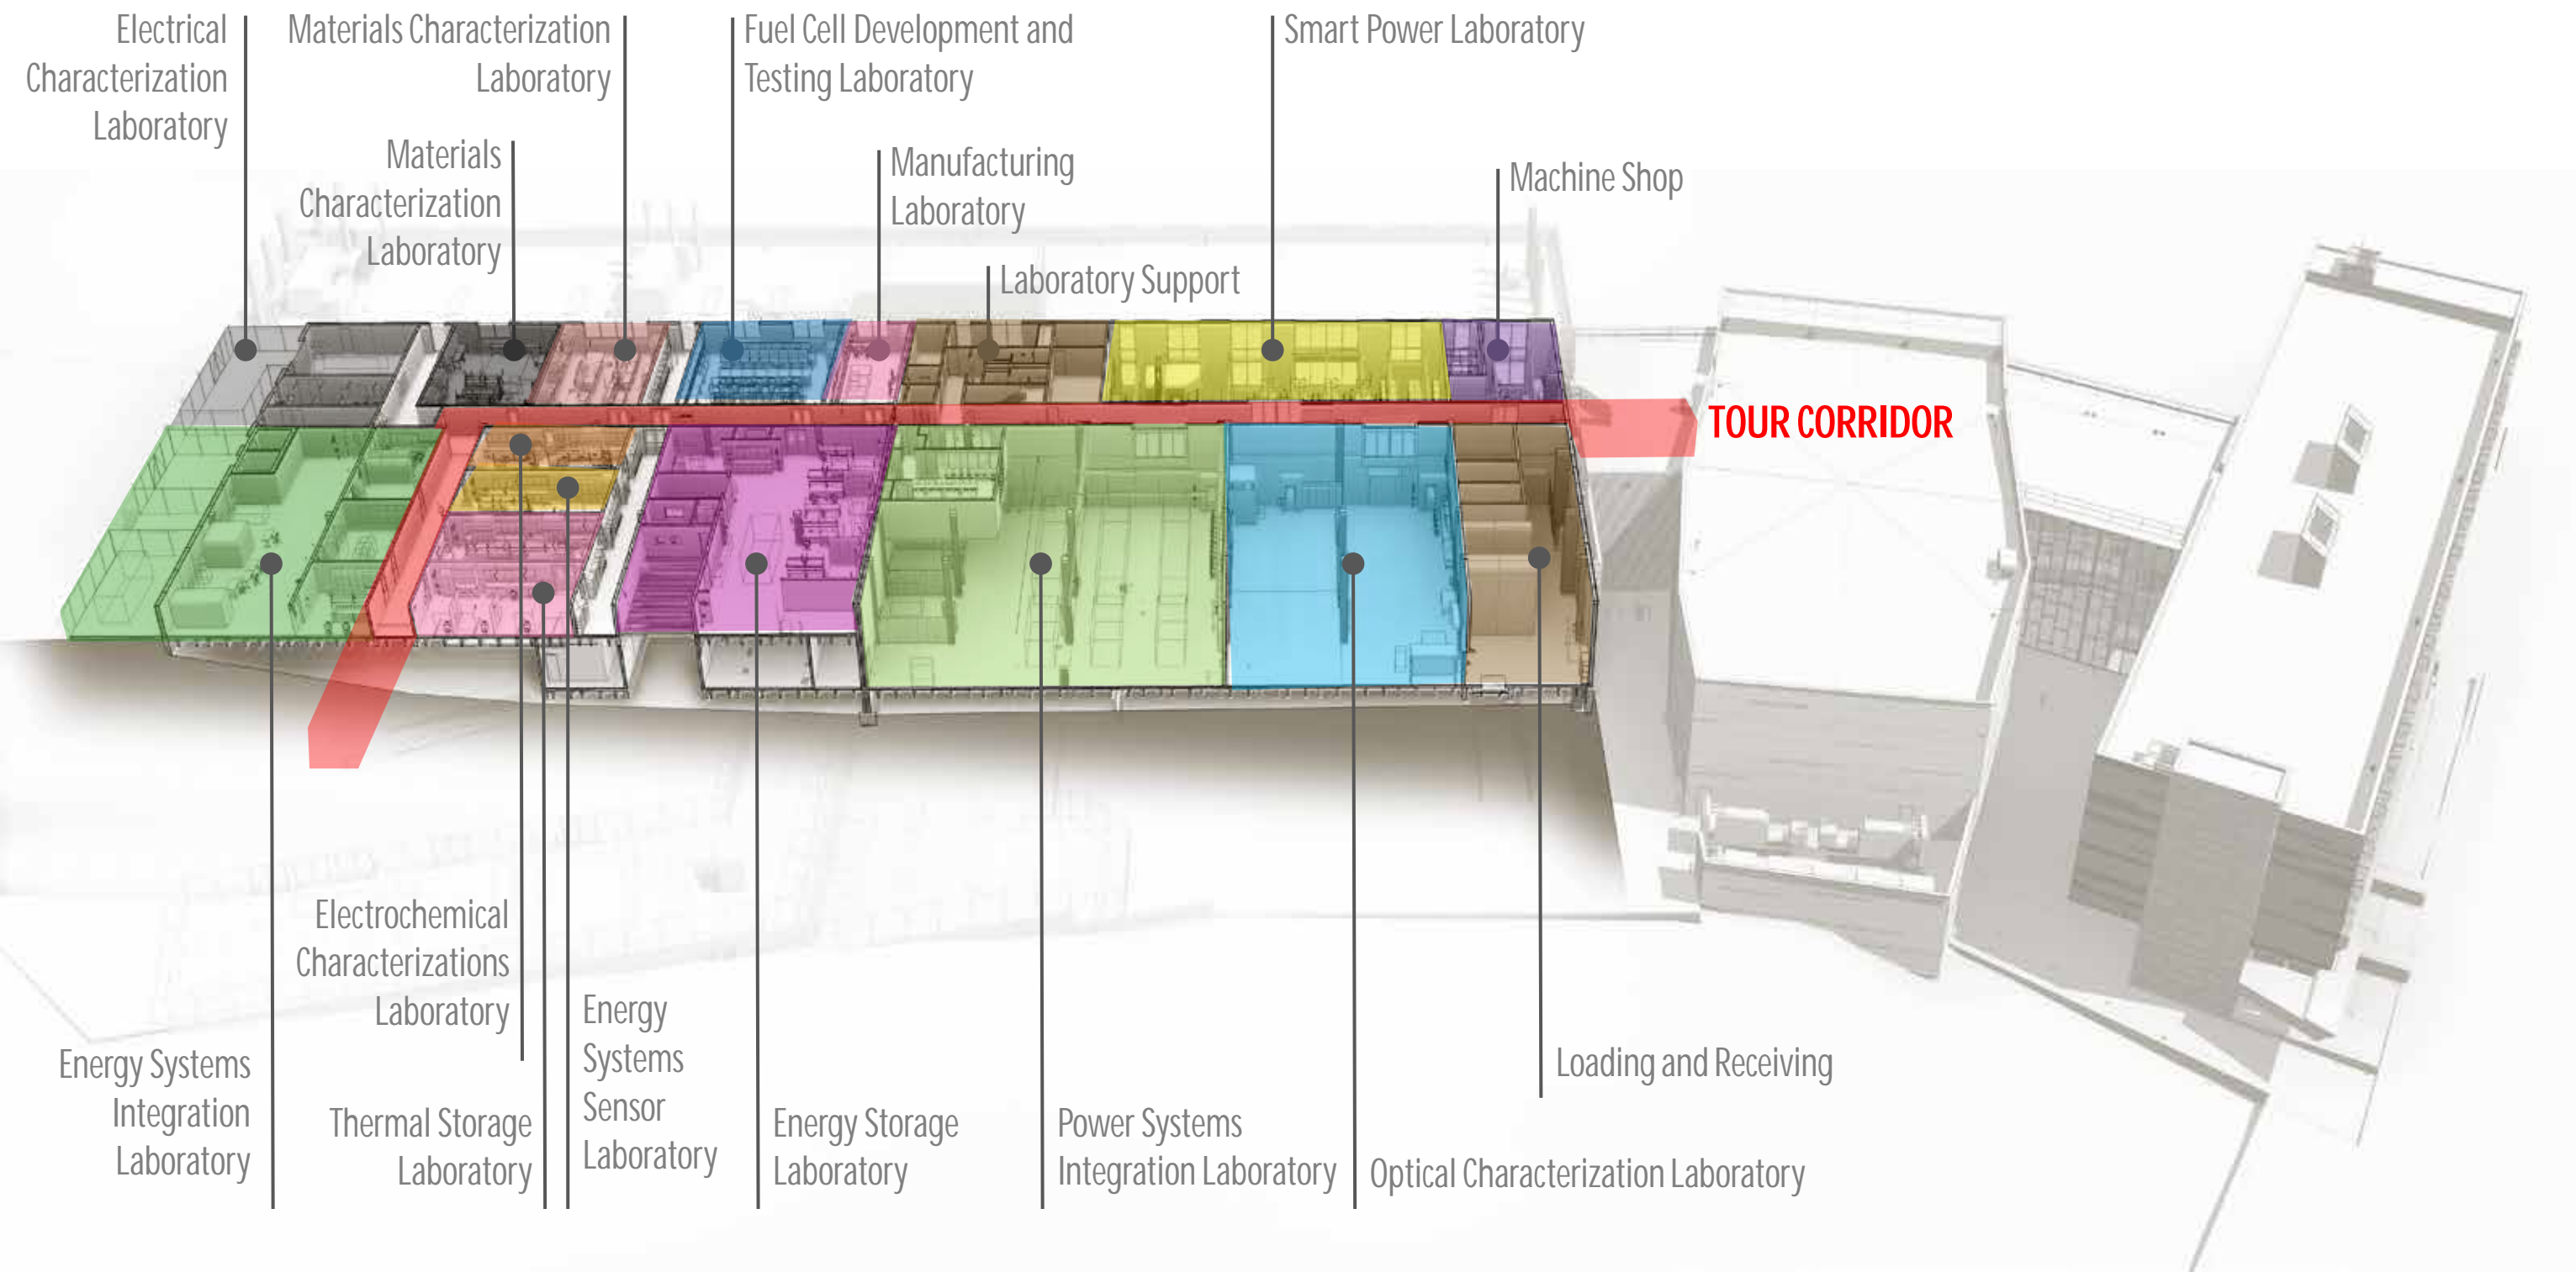 Electrical
Characterization
Laboratory
Materials Characterization
Laboratory
Fuel Cell Development and
Testing Laboratory
Smart Power Laboratory
Materials
Characterization
Laboratory
Manufacturing
Laboratory
Machine Shop
Laboratory Support
TOUR CORRIDOR
Electrochemical
Characterizations
Laboratory
Energy Systems
Integration
Laboratory
Thermal Storage
Laboratory
Energy
Systems
Sensor
Laboratory
Energy Storage
Laboratory
Power Systems
Integration Laboratory
Optical Characterization Laboratory
Loading and Receiving